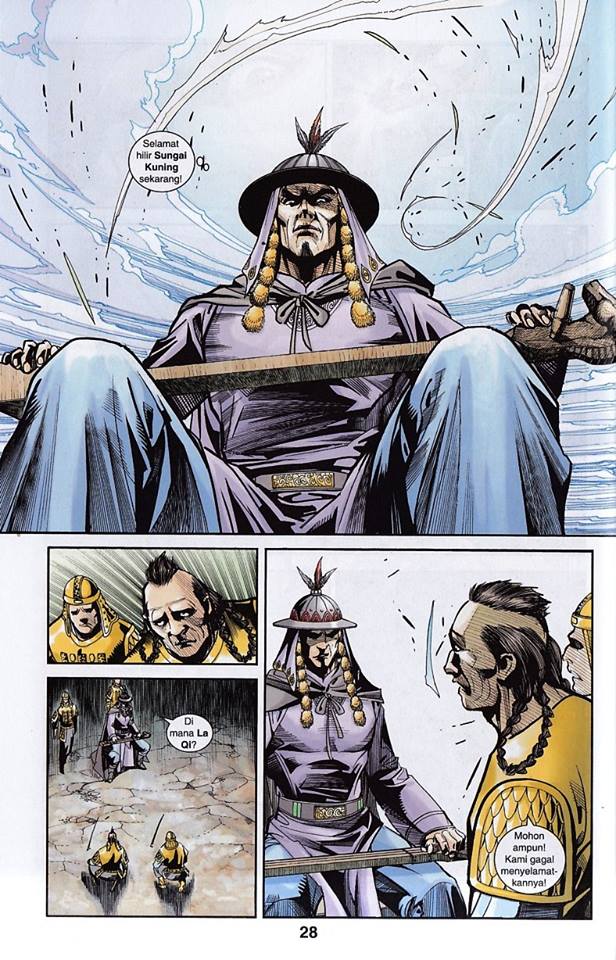 Selamat
hilir Sungai
Kuning
sekarang!
Di
mana La
Qi?
Mohon
ampun!
Kami gagal
menyelamat-
kannya!
28